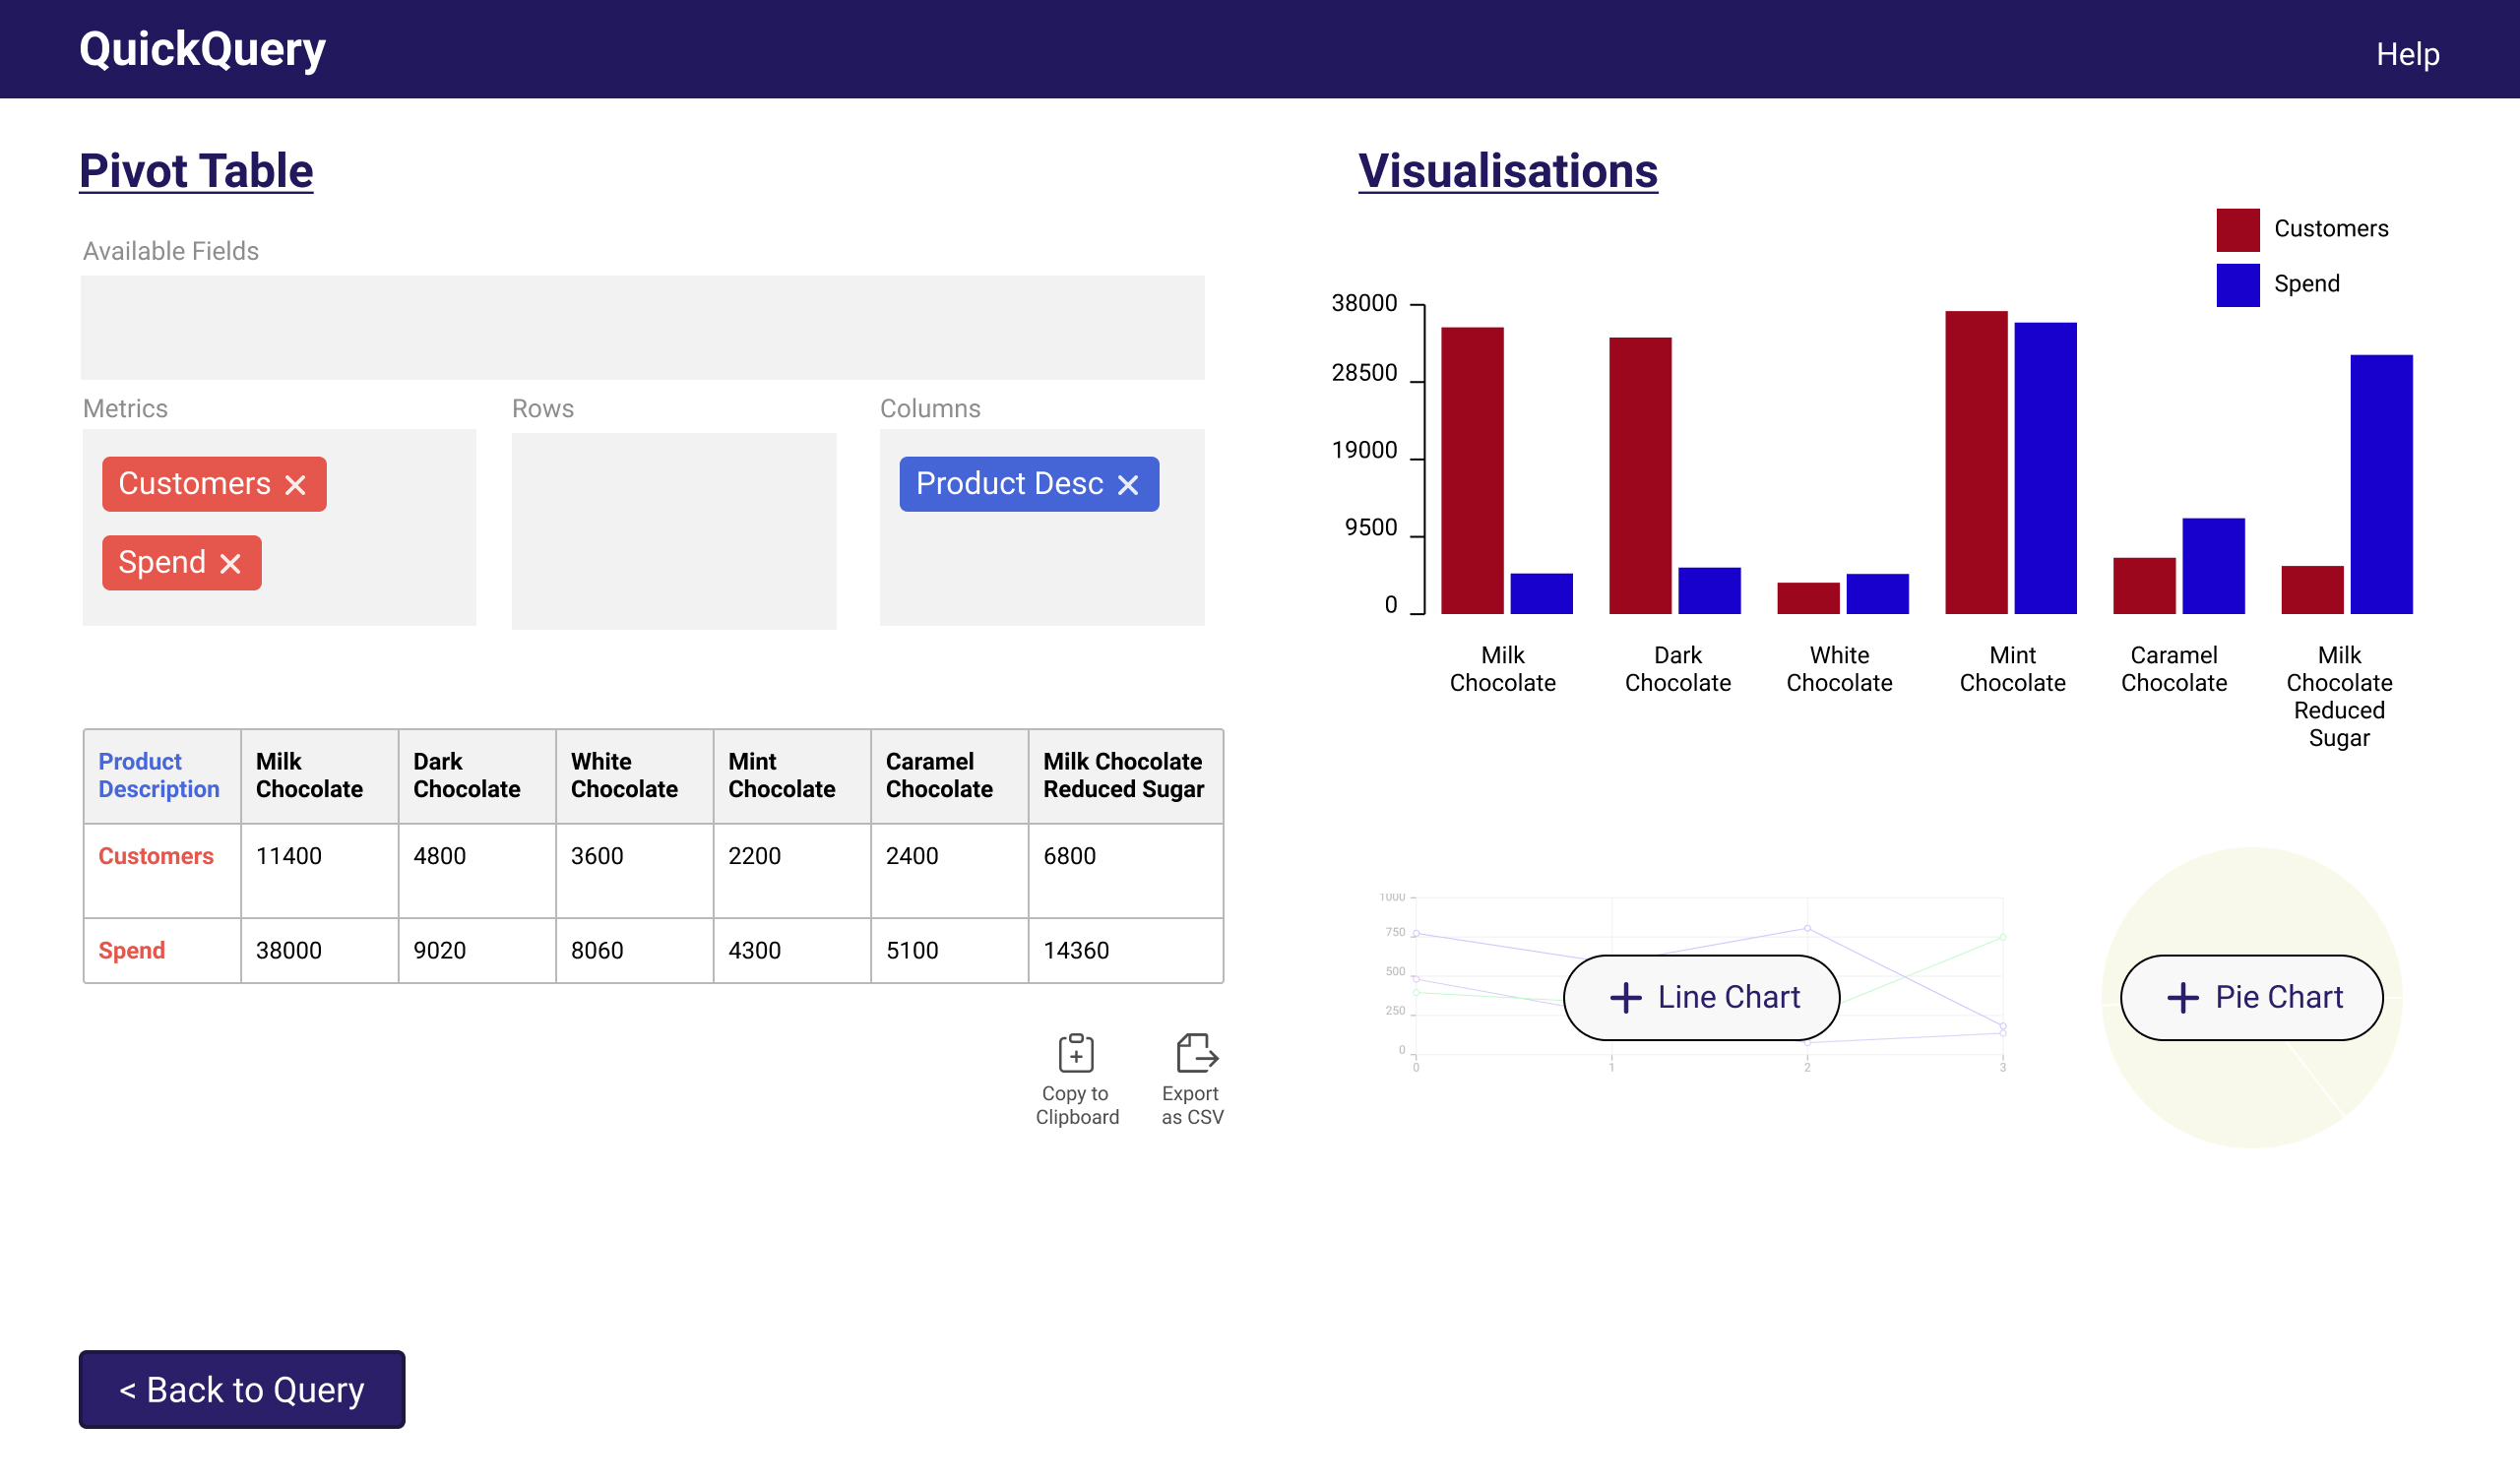 QuickQuery
Help
Pivot Table
Available Fields
Metrics
Rows
Columns
Customers
Spend
Product Desc
Product
Description
Milk
Chocolate
Dark
Chocolate
White
Chocolate
Mint
Chocolate
Caramel
Chocolate
Milk Chocolate
Reduced Sugar
Customers
11400
4800
3600
2200
2400
6800
Spend
38000
9020
8060
4300
5100
14360
Copy to
Clipboard
Export
as CSV
< Back to Query
Visualisations
Customers
Spend
38000
28500
19000
9500
0
Milk
Chocolate
Dark
Chocolate
White
Chocolate
Mint
Chocolate
Caramel
Chocolate
Milk
Chocolate
Reduced
Sugar
1000
750
500
250
0
0
1
2
3
Line Chart
Pie Chart